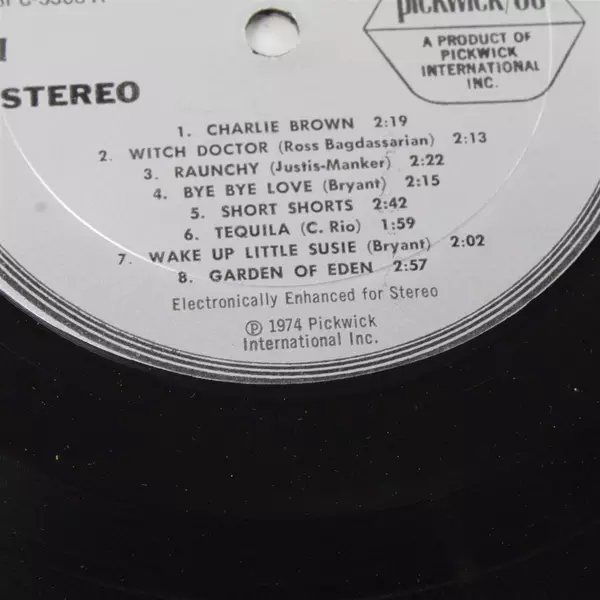 STEREO
A PRODUCT OF
PICKWICK
INTERNATIONAL
INC.
1. CHARLIE BROWN 2:19
2. WITCH DOCTOR (Ross Bagdassarian) 2:13
3. RAUNCHY (Justis-Manker) 2:22
4. BYE BYE LOVE (Bryant) 2:15
5. SHORT SHORTS 2:42
6. TEQUILA (C. Rio) 1:59
7. WAKE UP LITTLE SUSIE (Bryant) 2:02
8. GARDEN OF EDEN 2:57
Electronically Enhanced for Stereo
Ⓟ 1974 Pickwick
International Inc.